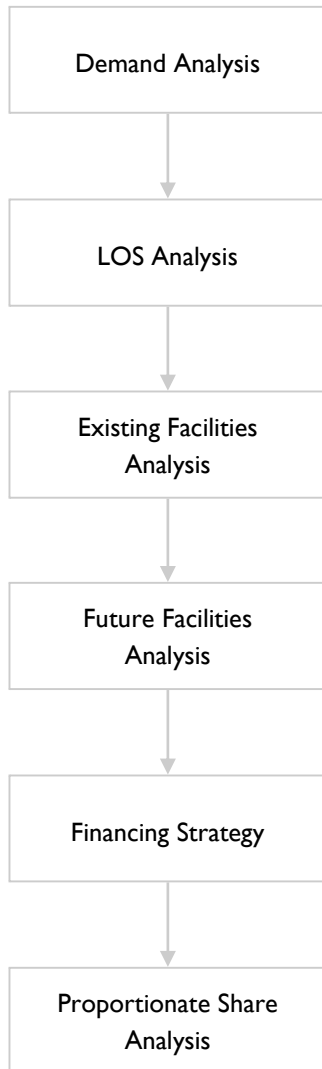 Demand Analysis
LOS Analysis
Existing Facilities
Analysis
Future Facilities
Analysis
Financing Strategy
Proportionate Share
Analysis